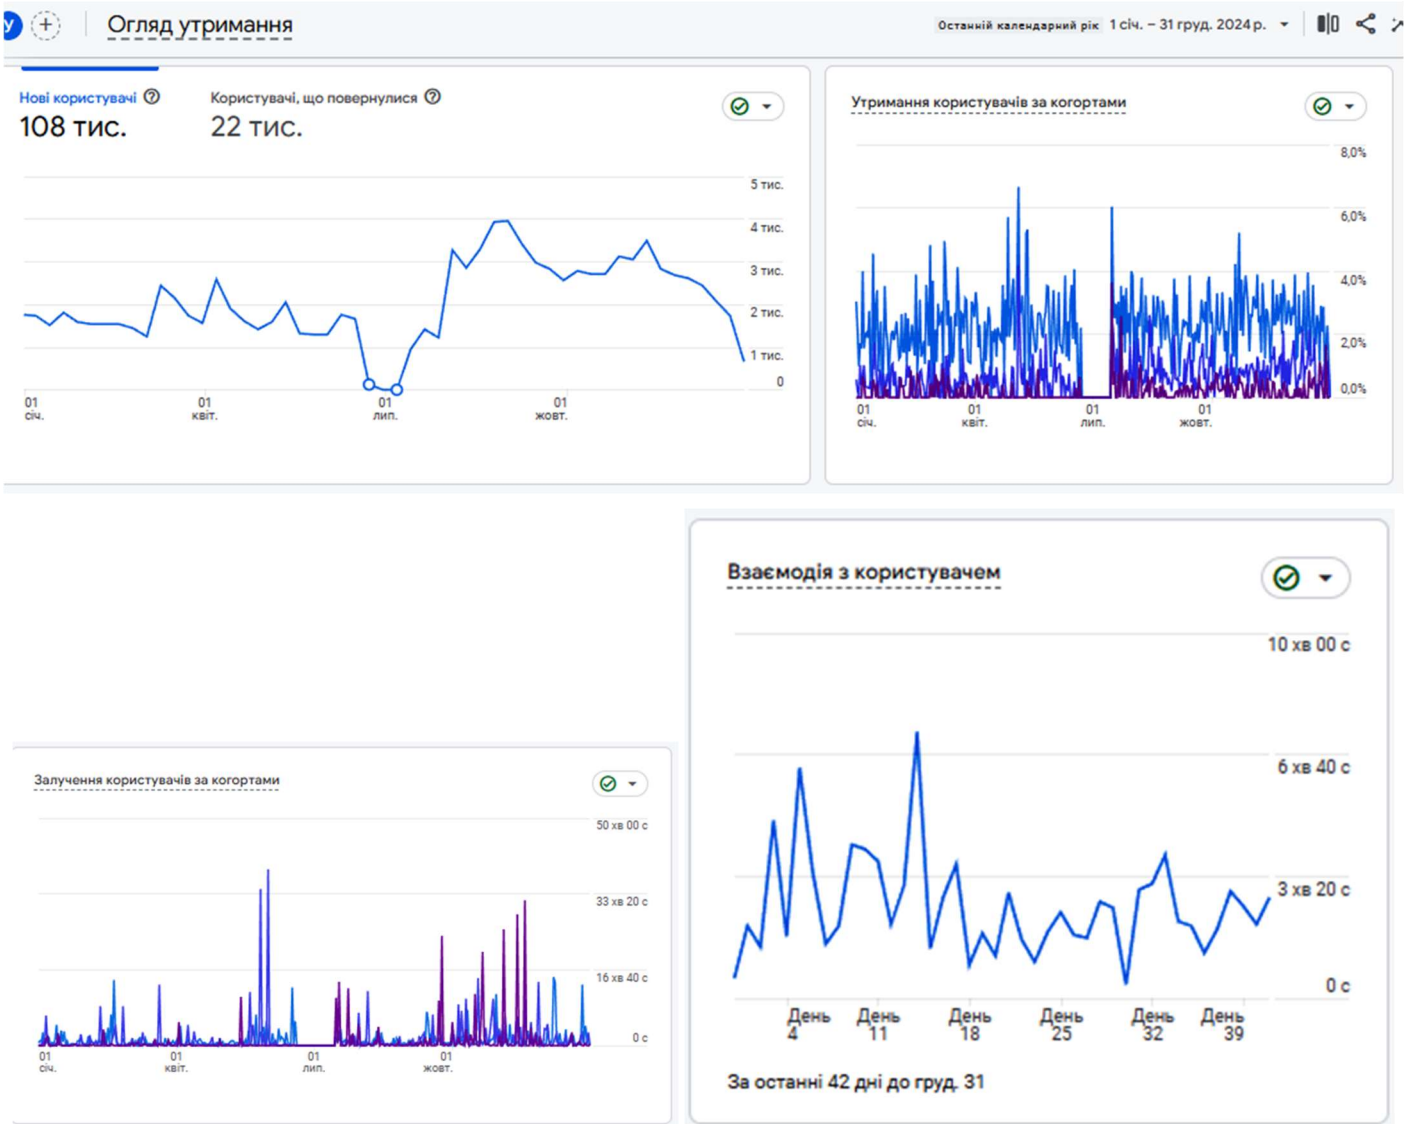 У
Огляд утримання
Останній календарний рік 1 січ. – 31 груд. 2024 р.
Нові користувачі
108 тис.
Користувачі, що повернулися
22 тис.
5 тис.
4 тис.
3 тис.
2 тис.
1 тис.
0
01 січ.
01 квіт.
01 лип.
01 жовт.
Утримання користувачів за когортами
8,0%
6,0%
4,0%
2,0%
0,0%
01 січ.
01 квіт.
01 лип.
01 жовт.
Залучення користувачів за когортами
50 хв 00 с
33 хв 20 с
16 хв 40 с
0 с
01 січ.
01 квіт.
01 лип.
01 жовт.
Взаємодія з користувачем
10 хв 00 с
6 хв 40 с
3 хв 20 с
0 с
День 4
День 11
День 18
День 25
День 32
День 39
За останні 42 дні до груд. 31